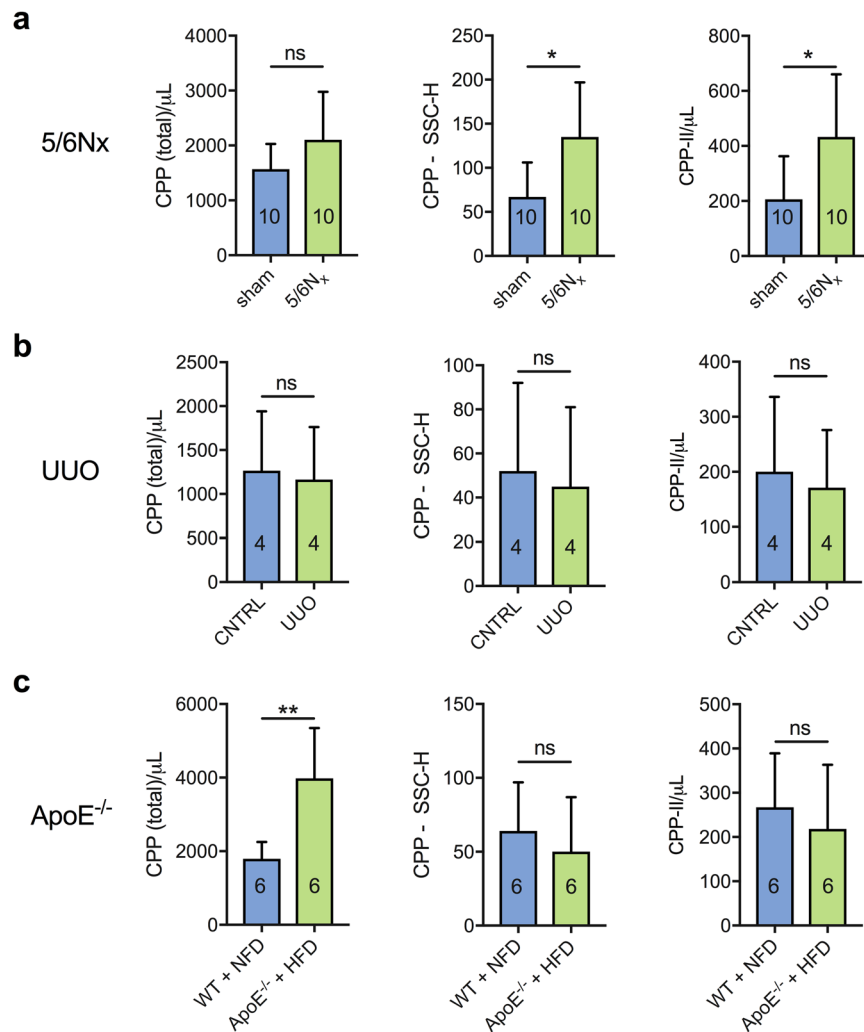 a
5/6Nx
CPP (total)/μL
4000
3000
2000
1000
0
ns
10
10
sham
5/6Nx
CPP - SSC-H
250
200
150
100
50
0
*
10
10
sham
5/6Nx
CPP-II/μL
800
600
400
200
0
*
10
10
sham
5/6Nx
b
UUO
CPP (total)/μL
2500
2000
1500
1000
500
0
ns
4
4
CNTRL
UUO
CPP - SSC-H
100
80
60
40
20
0
ns
4
4
CNTRL
UUO
CPP-II/μL
400
300
200
100
0
ns
4
4
CNTRL
UUO
c
ApoE-/-
CPP (total)/μL
6000
4000
2000
0
**
6
6
WT + NFD
ApoE-/- + HFD
CPP - SSC-H
150
100
50
0
ns
6
6
WT + NFD
ApoE-/- + HFD
CPP-II/μL
500
400
300
200
100
0
ns
6
6
WT + NFD
ApoE-/- + HFD